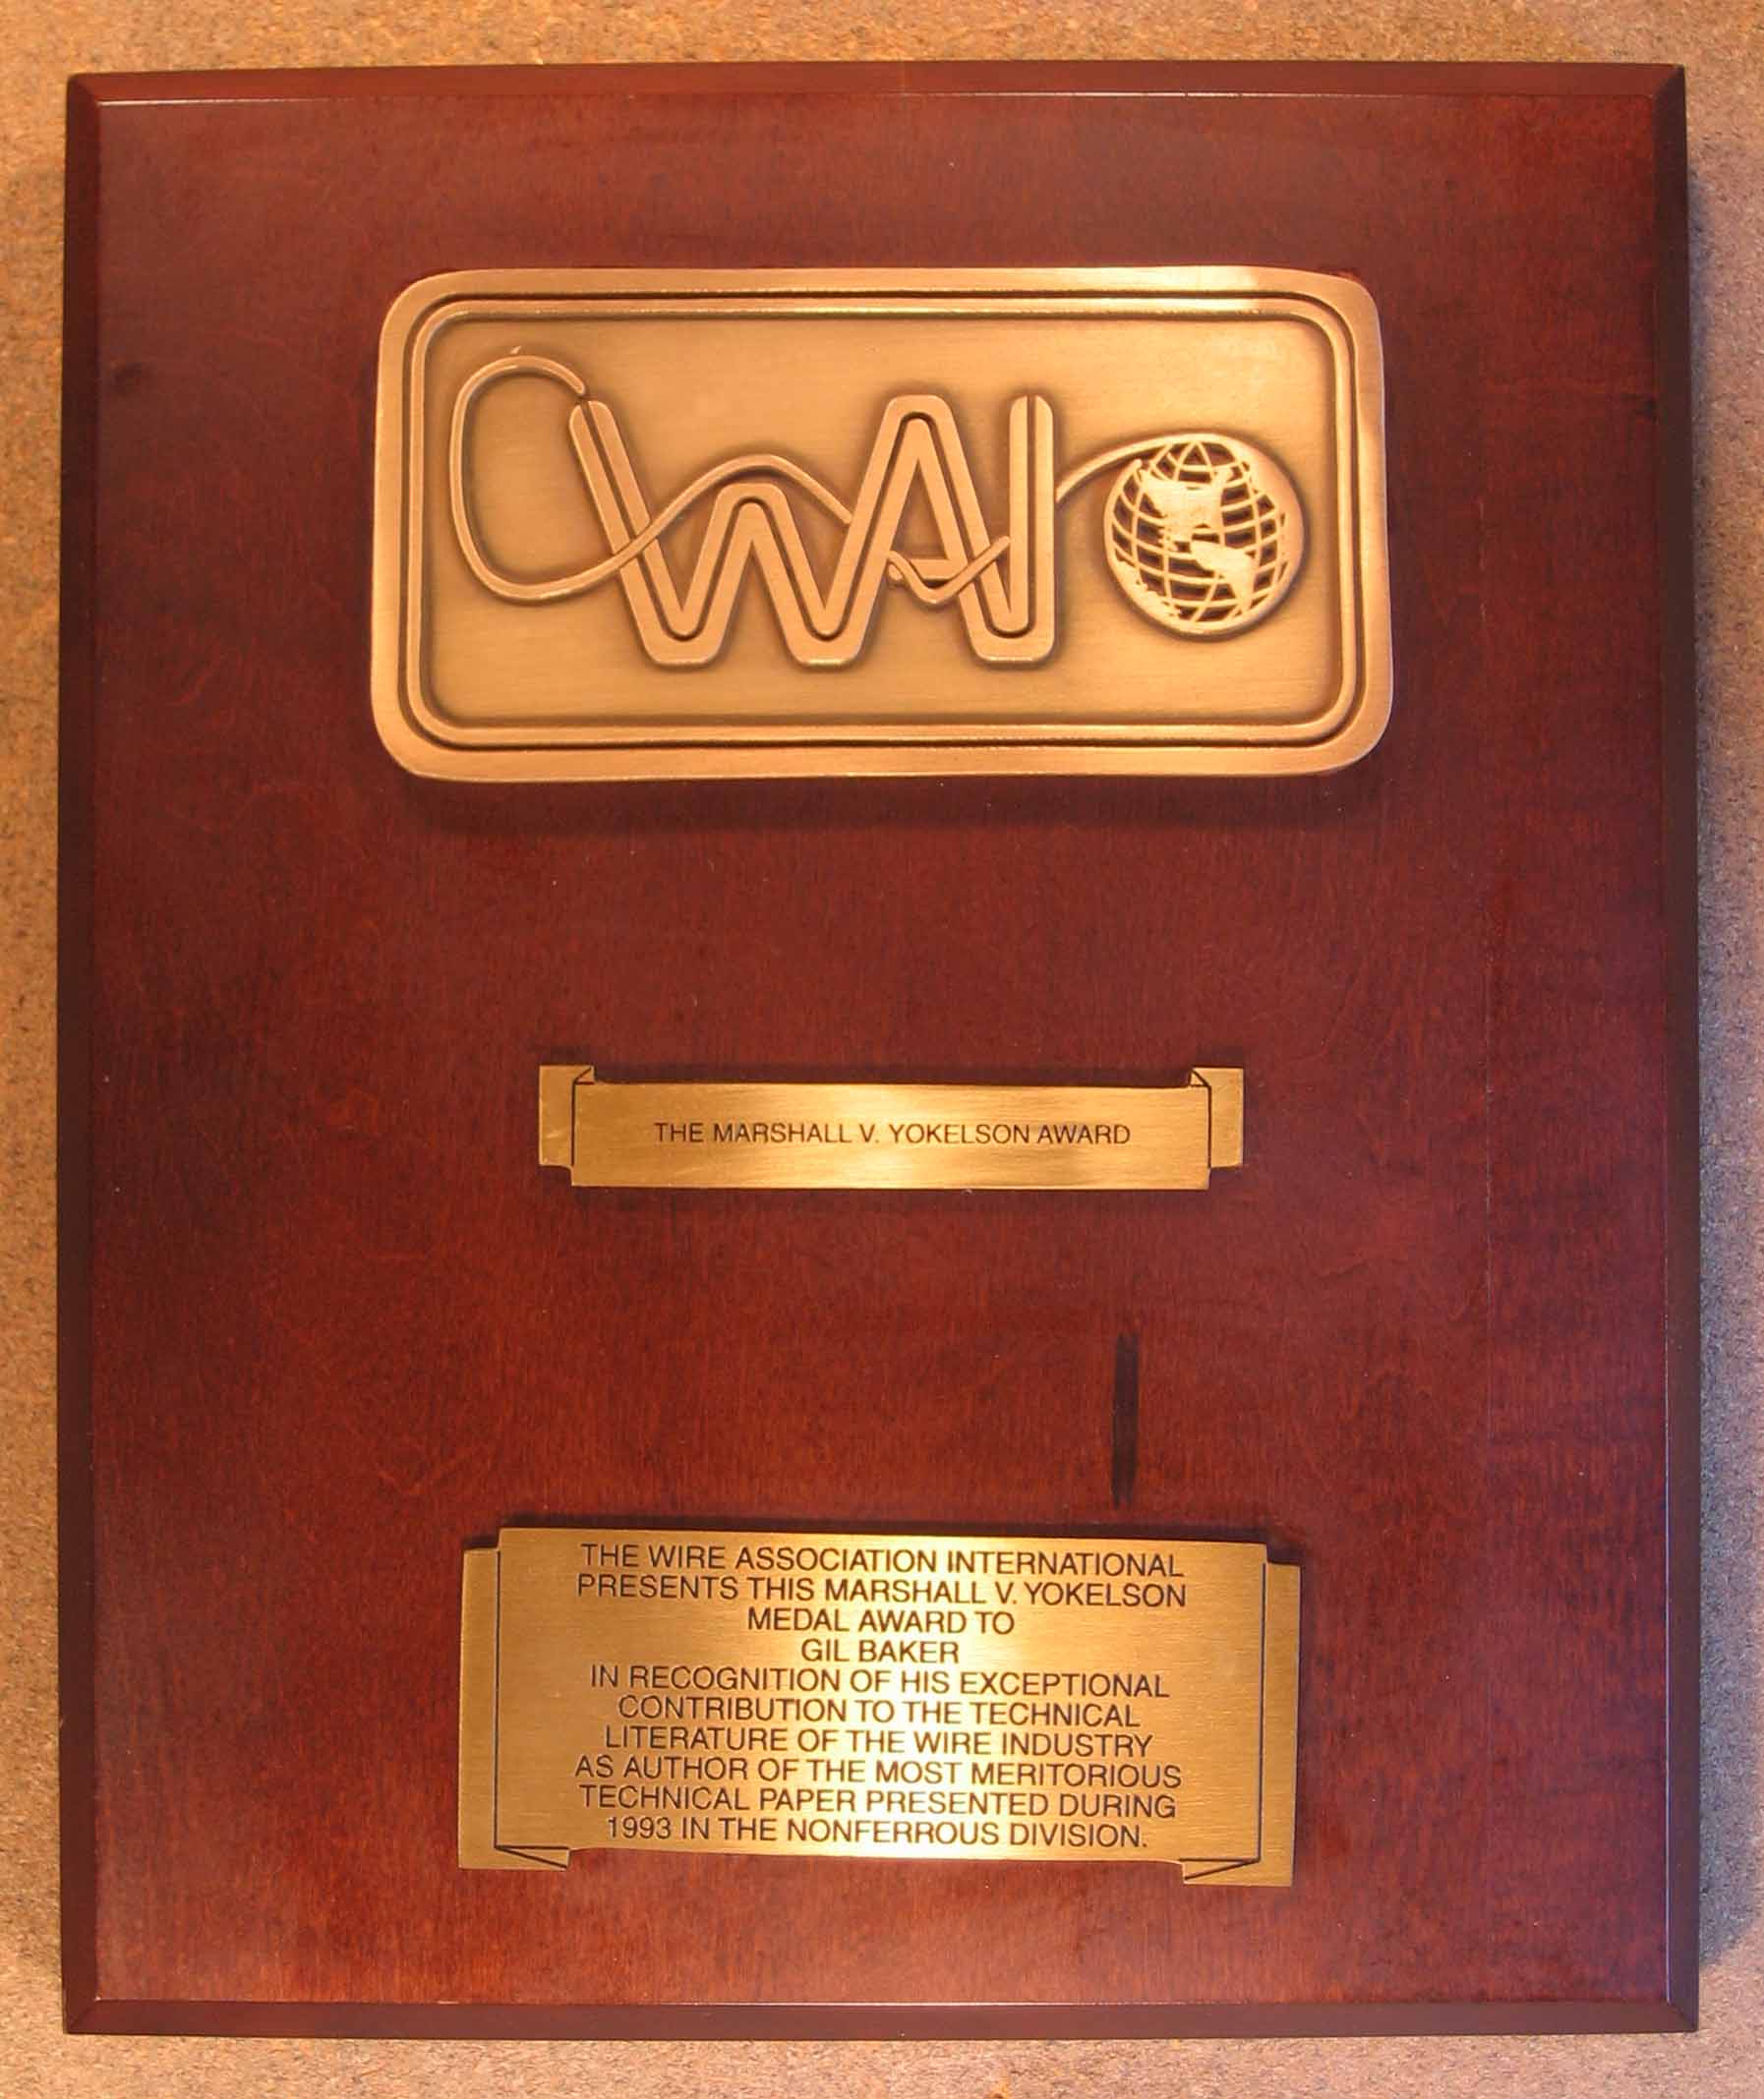 WAI
THE MARSHALL V. YOKELSON AWARD
THE WIRE ASSOCIATION INTERNATIONAL
PRESENTS THIS MARSHALL V. YOKELSON
MEDAL AWARD TO
GIL BAKER
IN RECOGNITION OF HIS EXCEPTIONAL
CONTRIBUTION TO THE TECHNICAL
LITERATURE OF THE WIRE INDUSTRY
AS AUTHOR OF THE MOST MERITORIOUS
TECHNICAL PAPER PRESENTED DURING
1993 IN THE NONFERROUS DIVISION.